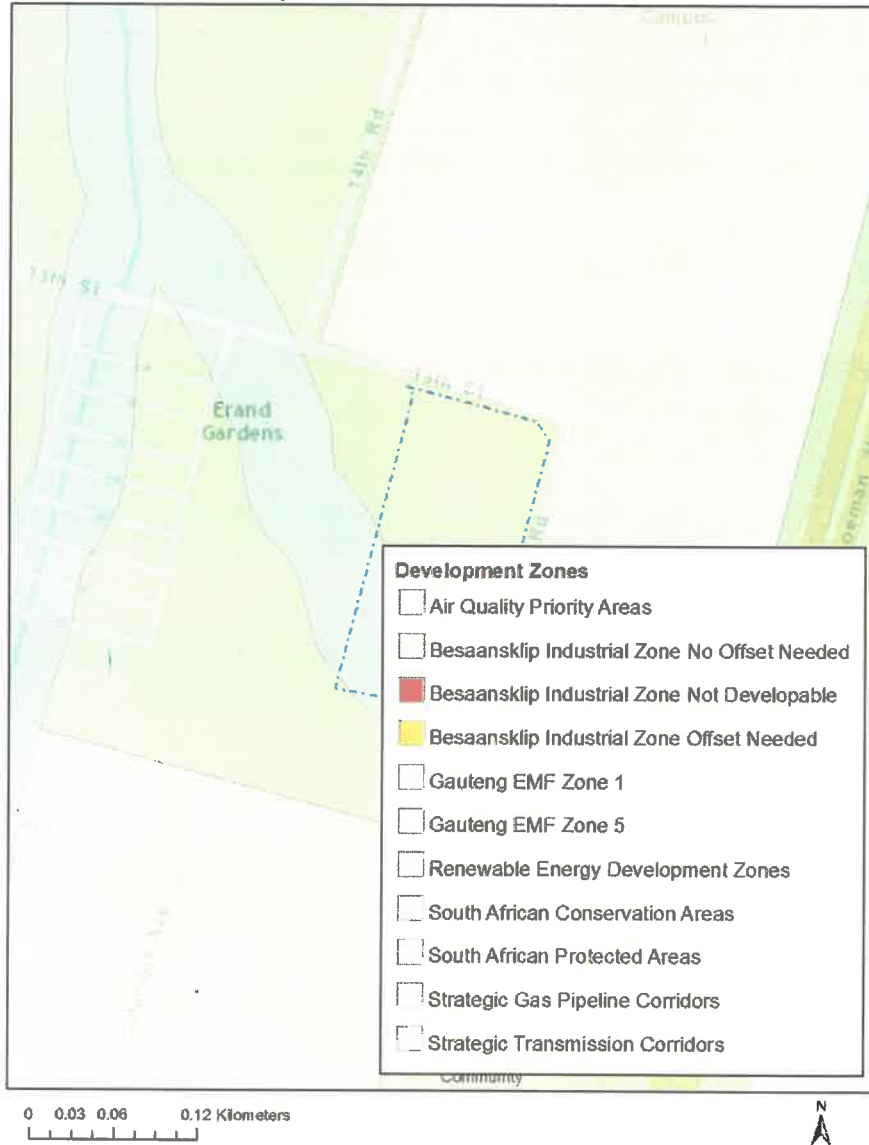 Campus
14th Rd
13th St
13th St
Erand
Gardens
Rd
Development Zones
Air Quality Priority Areas
Besaansklip Industrial Zone No Offset Needed
Besaansklip Industrial Zone Not Developable
Besaansklip Industrial Zone Offset Needed
Gauteng EMF Zone 1
Gauteng EMF Zone 5
Renewable Energy Development Zones
South African Conservation Areas
South African Protected Areas
Strategic Gas Pipeline Corridors
Strategic Transmission Corridors
Community
0 0.03 0.06 0.12 Kilometers
N